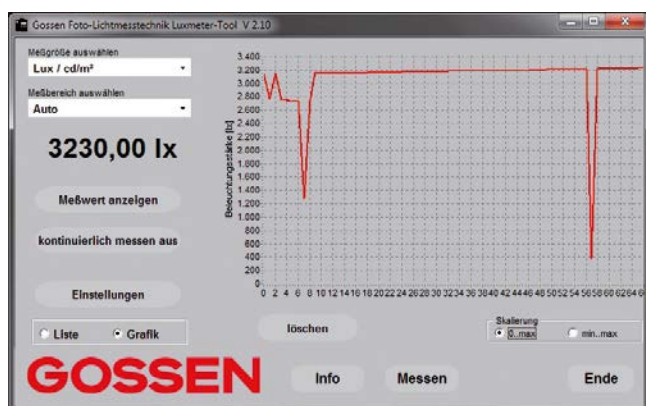 Gossen Foto-Lichtmesstechnik Luxmeter-Tool V 2.10
Meßgröße auswählen
Lux / cd/m²
Meßbereich auswählen
Auto
3230,00 lx
Meßwert anzeigen
kontinuierlich messen aus
Einstellungen
Liste
Grafik
Beleuchtungsstärke [lx]
3.400
3.200
3.000
2.800
2.600
2.400
2.200
2.000
1.800
1.600
1.400
1.200
1.000
800
600
400
200
0
0 2 4 6 8 10 12 14 16 18 20 22 24 26 28 30 32 34 36 38 40 42 44 46 48 50 52 54 56 58 60 62 64
löschen
Skalierung
0..max
min..max
GOSSEN
Info
Messen
Ende